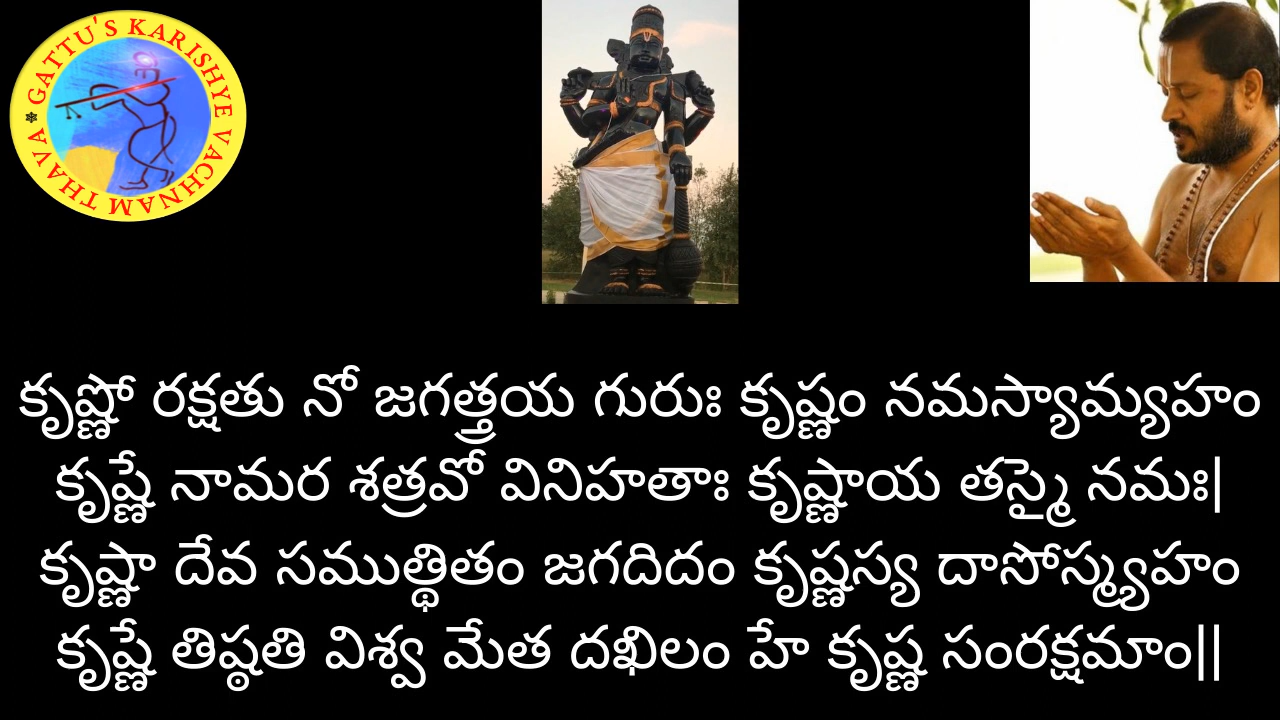 GATTU'S KARISHYE VACHNAM THAVA
కృష్ణో రక్షతు నో జగత్త్రయ గురుః కృష్ణం నమస్యామ్యహం
కృష్ణే నామర శత్రవో వినిహతాః కృష్ణాయ తస్మై నమః|
కృష్ణా దేవ సముత్థితం జగదిదం కృష్ణస్య దాసోస్మ్యహం
కృష్ణే తిష్ఠతి విశ్వ మేత దఖిలం హే కృష్ణ సంరక్షమాం||